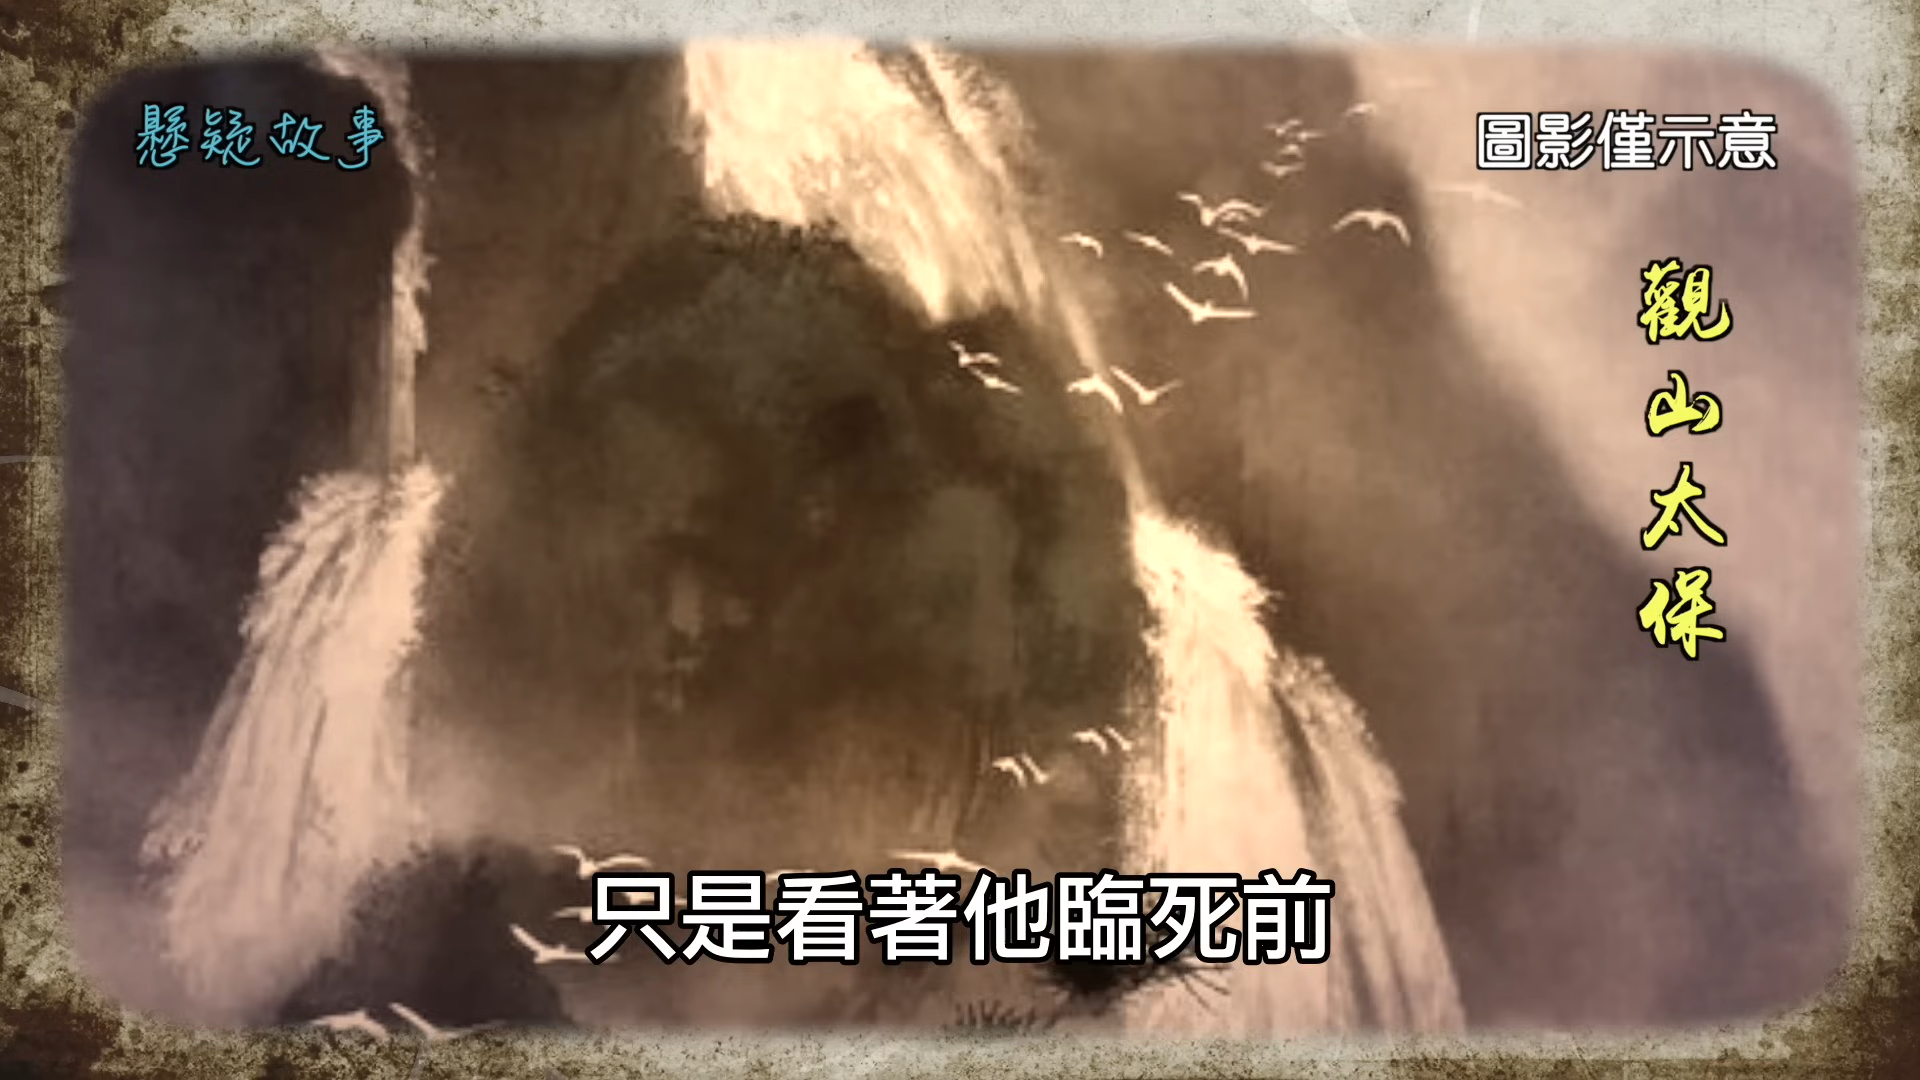 懸疑故事
圖影僅示意
觀山太保
只是看著他臨死前